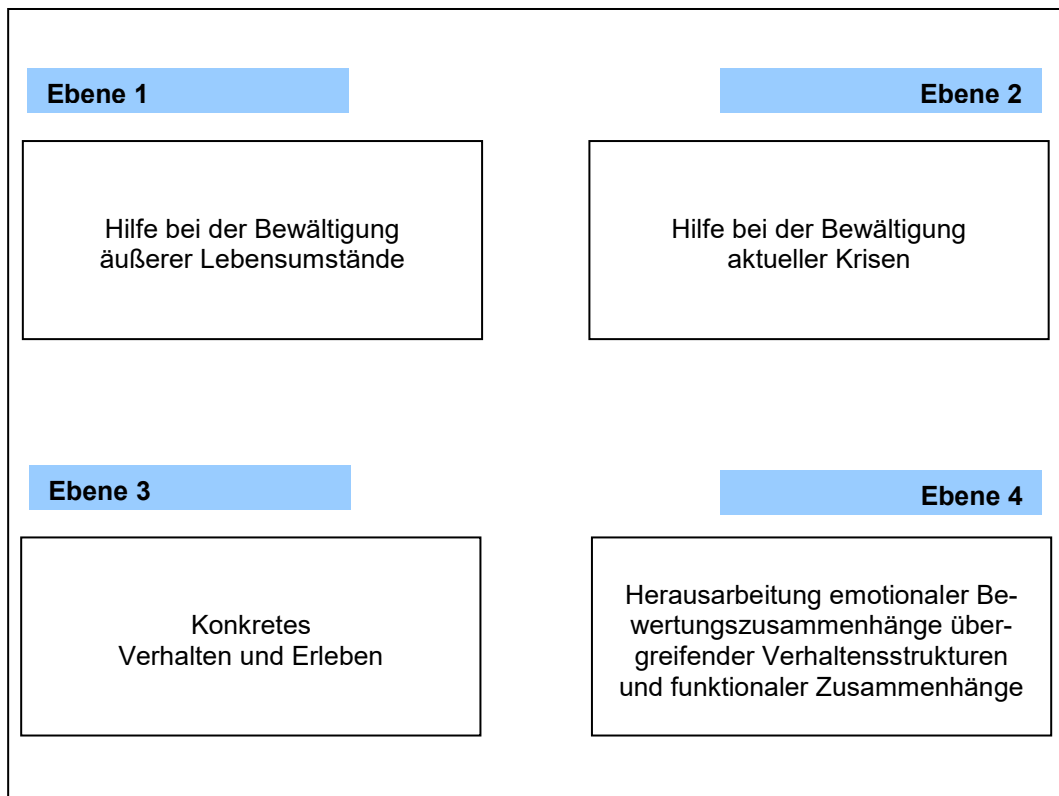 Ebene 1
Ebene 2
Hilfe bei der Bewältigung
äußerer Lebensumstände
Hilfe bei der Bewältigung
aktueller Krisen
Ebene 3
Ebene 4
Konkretes
Verhalten und Erleben
Herausarbeitung emotionaler Be-
wertungszusammenhänge über-
greifender Verhaltensstrukturen
und funktionaler Zusammenhänge